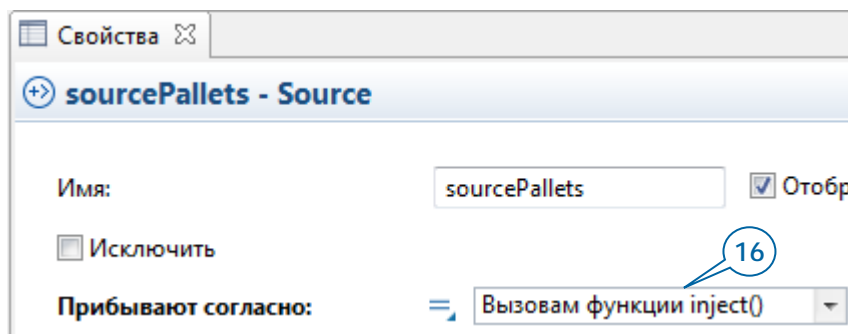 Свойства
sourcePallets - Source
Имя: sourcePallets Отобр
Исключить
16
Прибывают согласно: Вызовам функции inject()